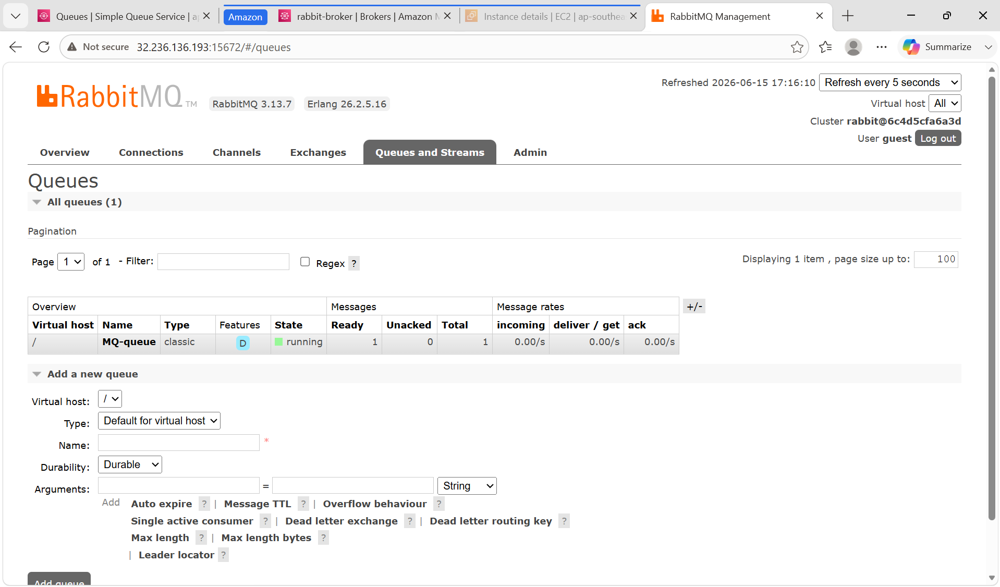 Queues | Simple Queue Service | a
Amazon
rabbit-broker | Brokers | Amazon M
Instance details | EC2 | ap-southea
RabbitMQ Management
Not secure 32.236.136.193:15672/#/queues
Summarize
RabbitMQ TM
RabbitMQ 3.13.7
Erlang 26.2.5.16
Refreshed 2026-06-15 17:16:10 Refresh every 5 seconds
Virtual host All
Cluster rabbit@6c4d5cfa6a3d
User guest Log out
Overview Connections Channels Exchanges Queues and Streams Admin
Queues
All queues (1)
Pagination
Page 1 of 1 - Filter: Regex ?
Displaying 1 item , page size up to: 100
Overview Messages Message rates +/-
Virtual host Name Type Features State Ready Unacked Total incoming deliver / get ack
/ MQ-queue classic D running 1 0 1 0.00/s 0.00/s 0.00/s
Add a new queue
Virtual host: /
Type: Default for virtual host
Name: *
Durability: Durable
Arguments: = String
Add Auto expire ? | Message TTL ? | Overflow behaviour ?
Single active consumer ? | Dead letter exchange ? | Dead letter routing key ?
Max length ? | Max length bytes ?
| Leader locator ?
Add queue